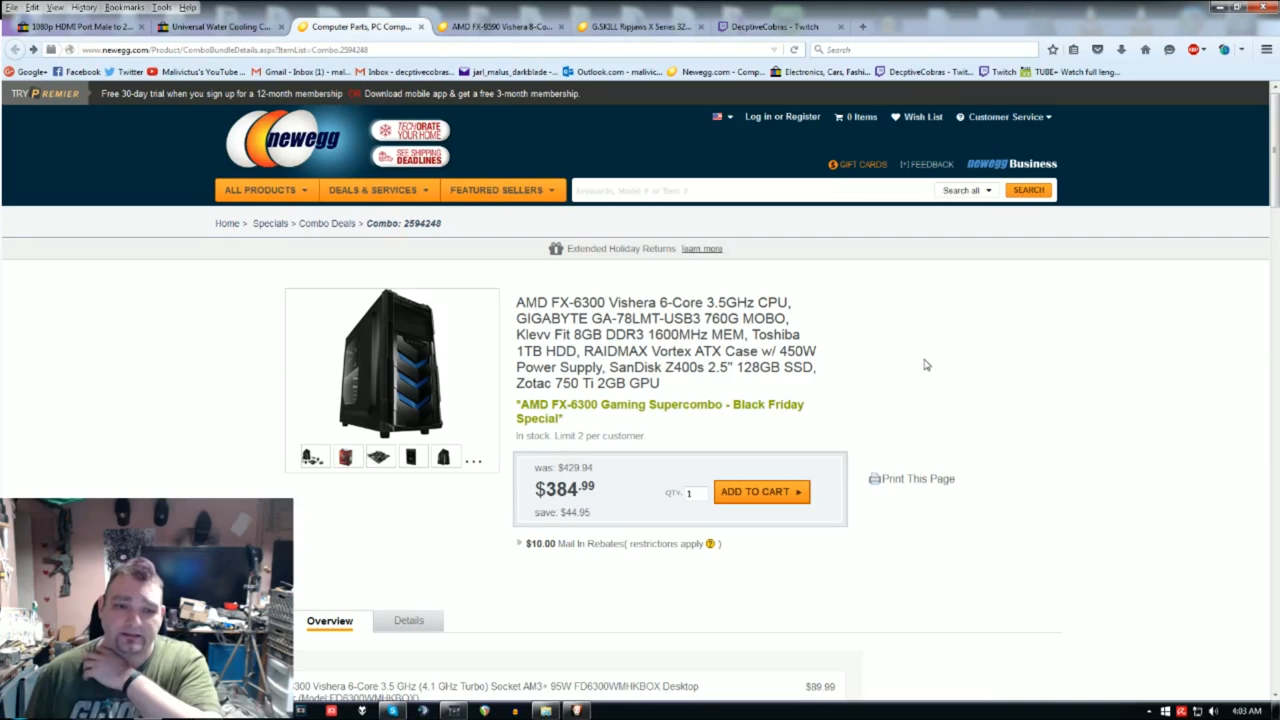 File Edit View History Bookmarks Tools Help
1080p HDMI Port Male to 2... × Universal Water Cooling C... × Computer Parts, PC Comp... × AMD FX-9590 Vishera 8-Co... × G.SKILL Ripjaws X Series 32... × DecptiveCobras - Twitch × +
www.newegg.com/Product/ComboBundleDetails.aspx?ItemList=Combo.2594248 Search
Google+ Facebook Twitter Malivictus's YouTube ... Gmail - Inbox (1) - mal... Inbox - decptivecobras... jarl_malus_darkblade -... Outlook.com - malivic... Newegg.com - Comp... Electronics, Cars, Fashi... DecptiveCobras - Twit... Twitch TUBE+ Watch full leng...
TRY PREMIER Free 30-day trial when you sign up for a 12-month membership OR Download mobile app & get a free 3-month membership.
Log in or Register 0 Items Wish List Customer Service
newegg
TECHORATE YOUR HOME
SEE SHIPPING DEADLINES
GIFT CARDS [+] FEEDBACK newegg Business
ALL PRODUCTS DEALS & SERVICES FEATURED SELLERS Keywords, Model # or Item # Search all SEARCH
Home > Specials > Combo Deals > Combo: 2594248
Extended Holiday Returns. learn more
AMD FX-6300 Vishera 6-Core 3.5GHz CPU,
GIGABYTE GA-78LMT-USB3 760G MOBO,
Klevv Fit 8GB DDR3 1600MHz MEM, Toshiba
1TB HDD, RAIDMAX Vortex ATX Case w/ 450W
Power Supply, SanDisk Z400s 2.5" 128GB SSD,
Zotac 750 Ti 2GB GPU
*AMD FX-6300 Gaming Supercombo - Black Friday
Special*
In stock. Limit 2 per customer.
was: $429.94
$384.99 QTY. 1 ADD TO CART
save: $44.95
Print This Page
$10.00 Mail In Rebates( restrictions apply ? )
...
Overview Details
300 Vishera 6-Core 3.5 GHz (4.1 GHz Turbo) Socket AM3+ 95W FD6300WMHKBOX Desktop $89.99
(Model FD6300WMHKBOX)
4:03 AM